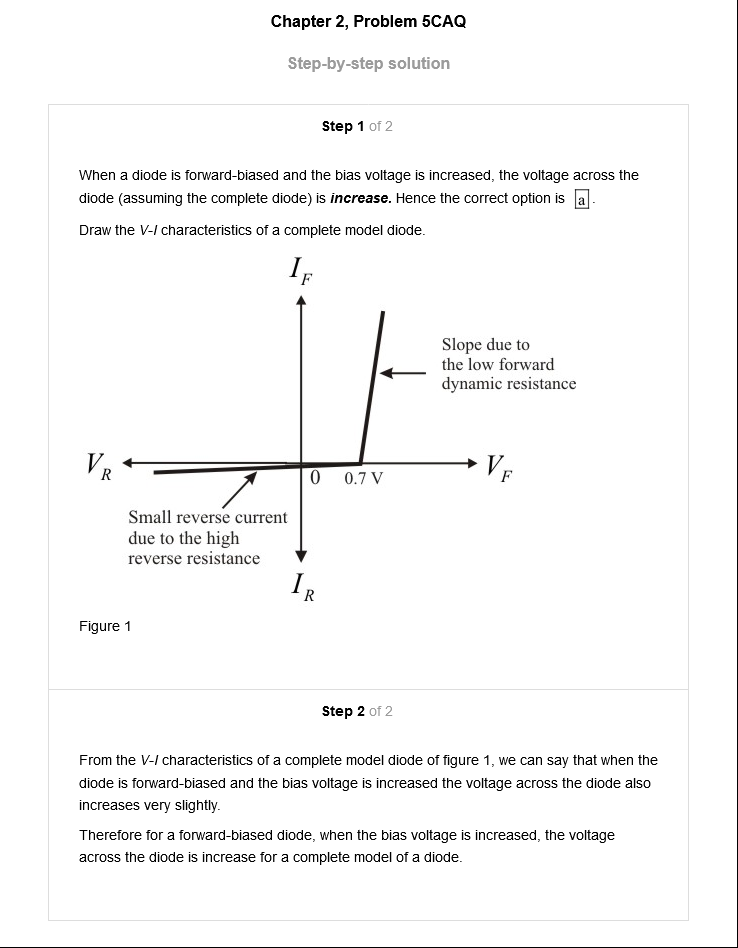 Chapter 2, Problem 5CAQ
Step-by-step solution
Step 1 of 2
When a diode is forward-biased and the bias voltage is increased, the voltage across the
diode (assuming the complete diode) is increase. Hence the correct option is a .
Draw the V-I characteristics of a complete model diode.
I_F
Slope due to
the low forward
dynamic resistance
V_R
V_F
0 0.7 V
Small reverse current
due to the high
reverse resistance
I_R
Figure 1
Step 2 of 2
From the V-I characteristics of a complete model diode of figure 1, we can say that when the
diode is forward-biased and the bias voltage is increased the voltage across the diode also
increases very slightly.
Therefore for a forward-biased diode, when the bias voltage is increased, the voltage
across the diode is increase for a complete model of a diode.